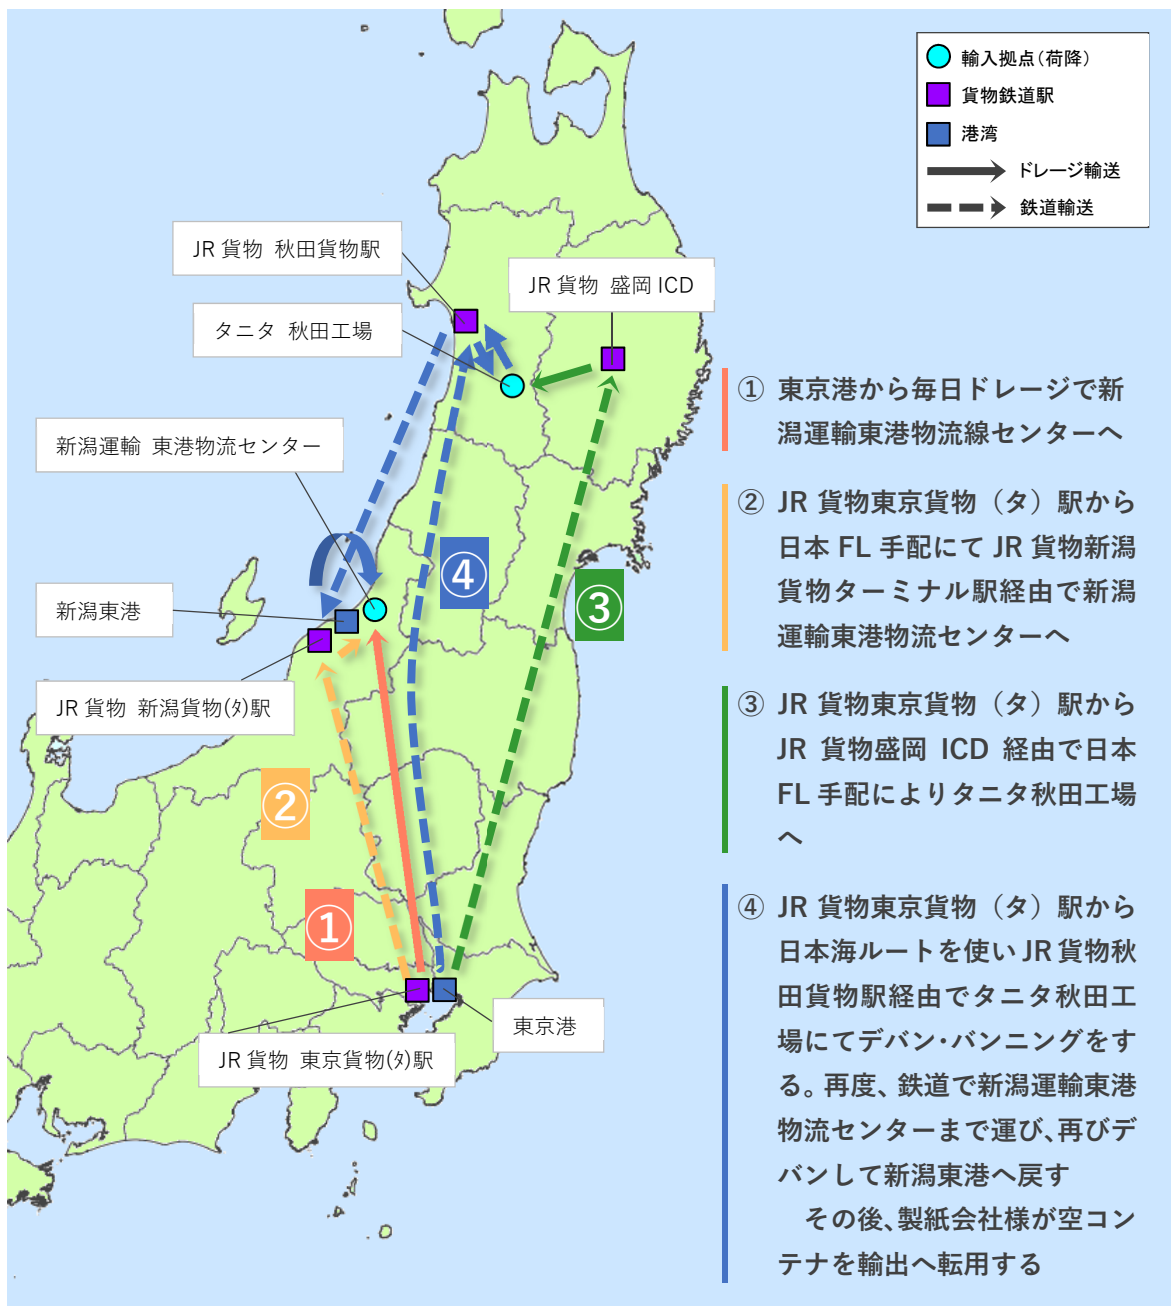 輸入拠点（荷降）
貨物鉄道駅
港湾
ドレージ輸送
鉄道輸送
JR 貨物 秋田貨物駅
JR 貨物 盛岡 ICD
タニタ 秋田工場
新潟運輸 東港物流センター
新潟東港
JR 貨物 新潟貨物(ﾀ)駅
④
③
②
①
東京港
JR 貨物 東京貨物(ﾀ)駅
① 東京港から毎日ドレージで新
潟運輸東港物流線センターへ
② JR 貨物東京貨物（タ）駅から
日本 FL 手配にて JR 貨物新潟
貨物ターミナル駅経由で新潟
運輸東港物流センターへ
③ JR 貨物東京貨物（タ）駅から
JR 貨物盛岡 ICD 経由で日本
FL 手配によりタニタ秋田工場
へ
④ JR 貨物東京貨物（タ）駅から
日本海ルートを使い JR 貨物秋
田貨物駅経由でタニタ秋田工
場にてデバン・バンニングをす
る。再度、鉄道で新潟運輸東港
物流センターまで運び、再びデ
バンして新潟東港へ戻す
その後、製紙会社様が空コン
テナを輸出へ転用する